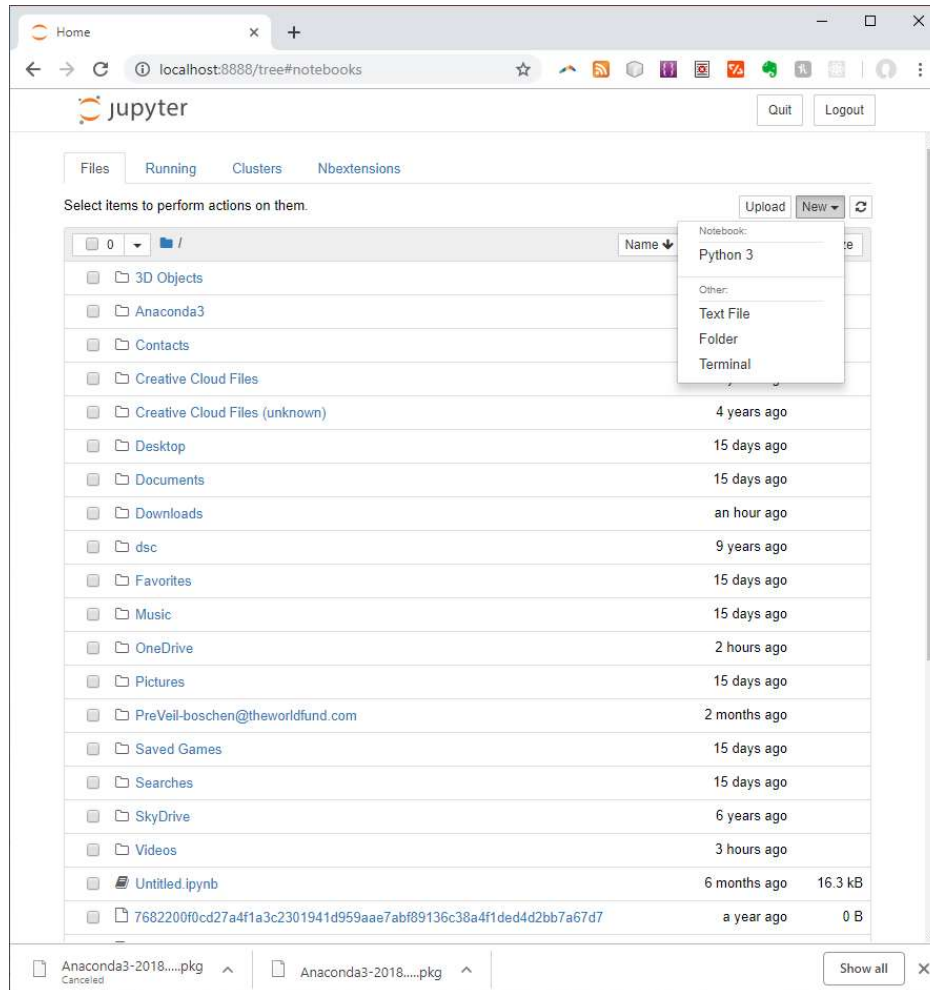 Home
localhost:8888/tree#notebooks
jupyter
Quit Logout
Files Running Clusters Nbextensions
Select items to perform actions on them.
Upload New
Notebook:
Python 3
Other:
Text File
Folder
Terminal
0 / Name
3D Objects
Anaconda3
Contacts
Creative Cloud Files
Creative Cloud Files (unknown) 4 years ago
Desktop 15 days ago
Documents 15 days ago
Downloads an hour ago
dsc 9 years ago
Favorites 15 days ago
Music 15 days ago
OneDrive 2 hours ago
Pictures 15 days ago
PreVeil-boschen@theworldfund.com 2 months ago
Saved Games 15 days ago
Searches 15 days ago
SkyDrive 6 years ago
Videos 3 hours ago
Untitled.ipynb 6 months ago 16.3 kB
7682200f0cd27a4f1a3c2301941d959aae7abf89136c38a4f1ded4d2bb7a67d7 a year ago 0 B
Anaconda3-2018.....pkg Anaconda3-2018.....pkg Show all
Canceled